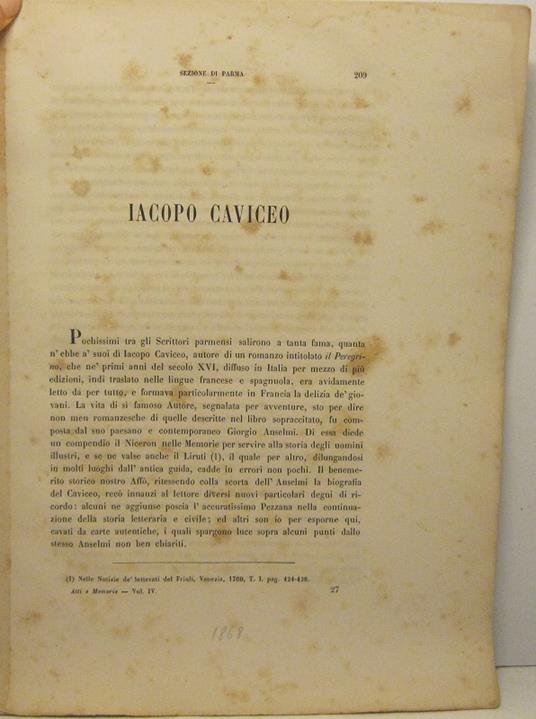 SEZIONE DI PARMA 209
IACOPO CAVICEO
Pochissimi tra gli Scrittori parmensi salirono a tanta fama, quanta
n' ebbe a' suoi dì Iacopo Caviceo, autore di un romanzo intitolato il Peregri-
no, che ne' primi anni del secolo XVI, diffuso in Italia per mezzo di più
edizioni, indi traslato nelle lingue francese e spagnuola, era avidamente
letto da per tutto, e formava particolarmente in Francia la delizia de' gio-
vani. La vita di sì famoso Autore, segnalata per avventure, sto per dire
non men romanzesche di quelle descritte nel libro sopraccitato, fu com-
posta dal suo paesano e contemporaneo Giorgio Anselmi. Di essa diede
un compendio il Niceron nelle Memorie per servire alla storia degli uomini
illustri, e se ne valse anche il Liruti (1), il quale per altro, dilungandosi
in molti luoghi dall' antica guida, cadde in errori non pochi. Il beneme-
rito storico nostro Affò, ritessendo colla scorta dell' Anselmi la biografia
del Caviceo, recò innanzi al lettore diversi nuovi particolari degni di ri-
cordo: alcuni ne aggiunse poscia l' accuratissimo Pezzana nella continua-
zione della storia letteraria e civile; ed altri son io per esporne qui,
cavati da carte autentiche, i quali spargono luce sopra alcuni punti dallo
stesso Anselmi non ben chiariti.
(1) Nelle Notizie de' letterati del Friuli, Venezia, 1760, T. I. pag. 424-438.
Atti e Memorie — Vol. IV. 27
1868